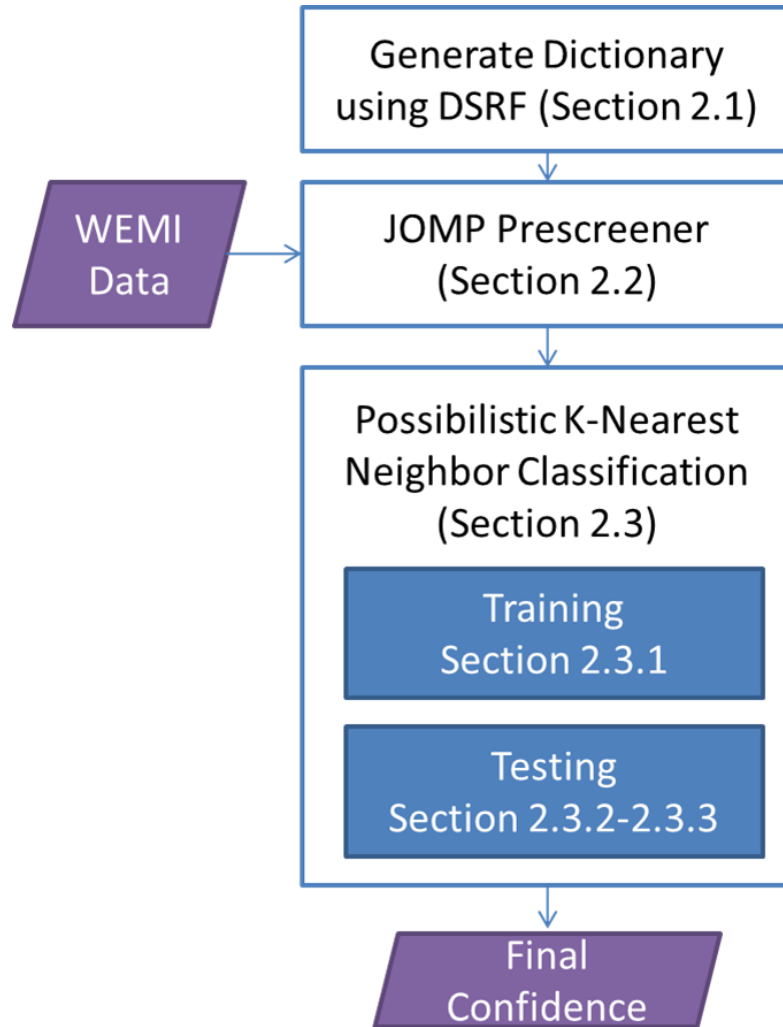 Generate Dictionary
using DSRF (Section 2.1)
WEMI
Data
JOMP Prescreener
(Section 2.2)
Possibilistic K-Nearest
Neighbor Classification
(Section 2.3)
Training
Section 2.3.1
Testing
Section 2.3.2-2.3.3
Final
Confidence